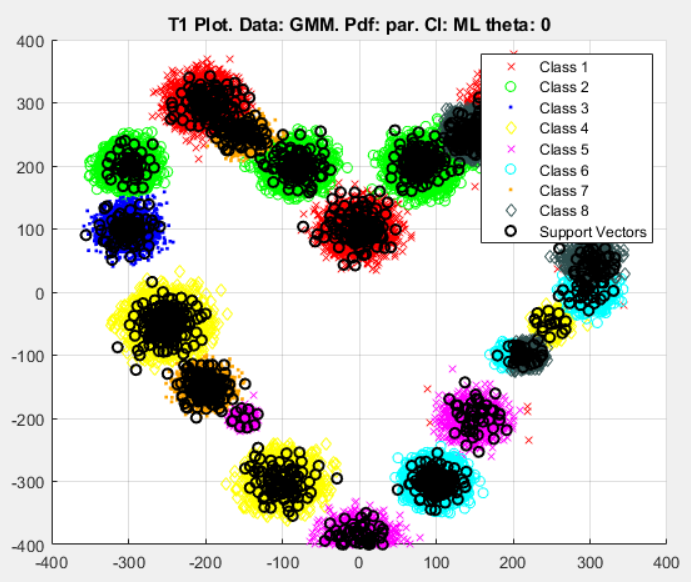 T1 Plot. Data: GMM. Pdf: par. Cl: ML theta: 0
400
300
200
100
0
-100
-200
-300
-400
-400
-300
-200
-100
0
100
200
300
400
Class 1
Class 2
Class 3
Class 4
Class 5
Class 6
Class 7
Class 8
Support Vectors